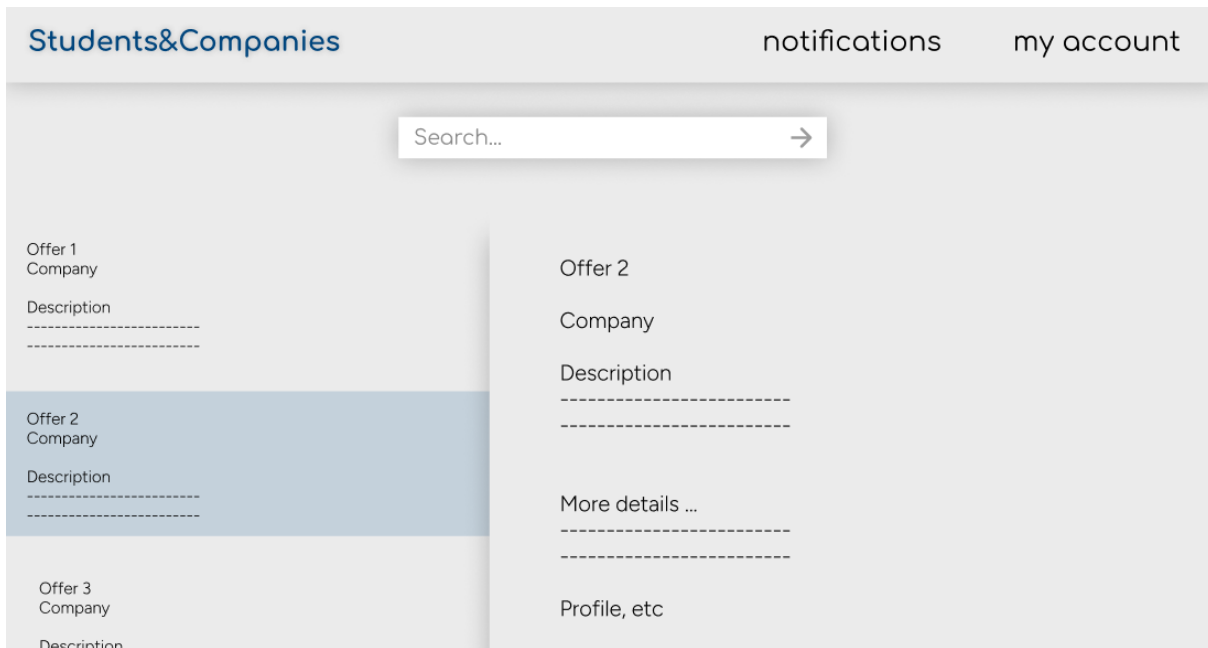 Students&Companies
notifications
my account
Search...
Offer 1
Company
Description
-------------------------
-------------------------
Offer 2
Company
Description
-------------------------
-------------------------
Offer 3
Company
Description
Offer 2
Company
Description
-------------------------
-------------------------
More details ...
-------------------------
-------------------------
Profile, etc